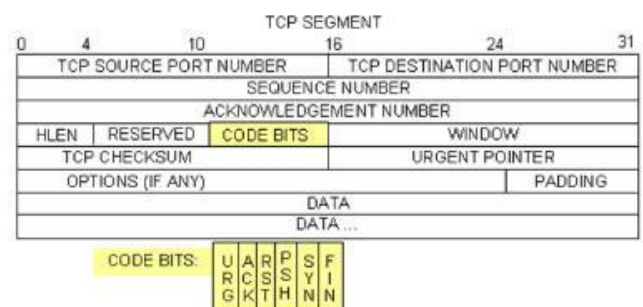 TCP SEGMENT
0 4 10 16 24 31
TCP SOURCE PORT NUMBER TCP DESTINATION PORT NUMBER
SEQUENCE NUMBER
ACKNOWLEDGEMENT NUMBER
HLEN RESERVED CODE BITS WINDOW
TCP CHECKSUM URGENT POINTER
OPTIONS (IF ANY) PADDING
DATA
DATA ...
CODE BITS: URG ACK RST PSH SYN FIN